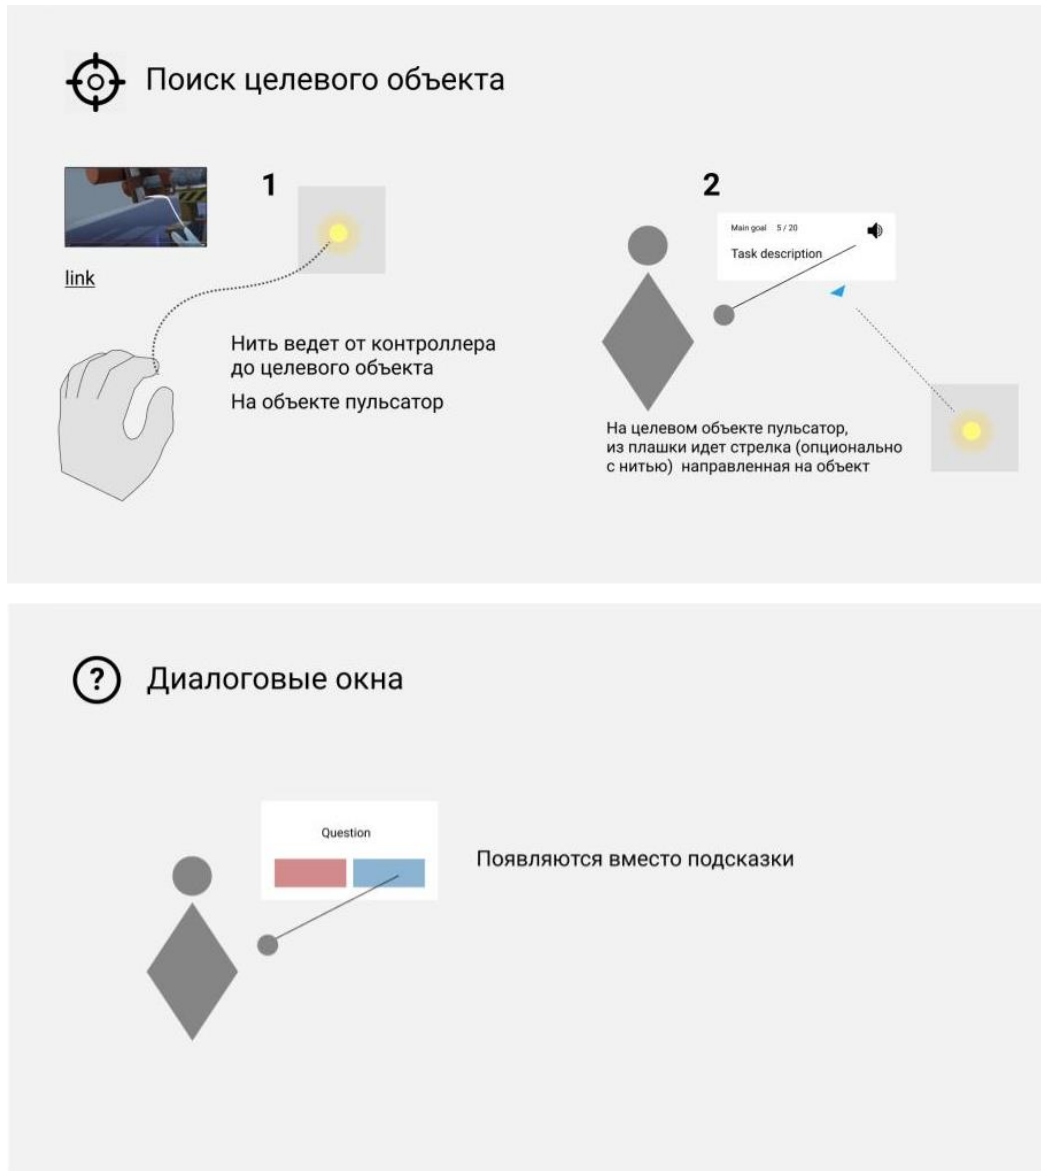 Поиск целевого объекта
1
link
Нить ведет от контроллера
до целевого объекта
На объекте пульсатор
2
Main goal 5 / 20
Task description
На целевом объекте пульсатор,
из плашки идет стрелка (опционально
с нитью) направленная на объект
?
Диалоговые окна
Question
Появляются вместо подсказки